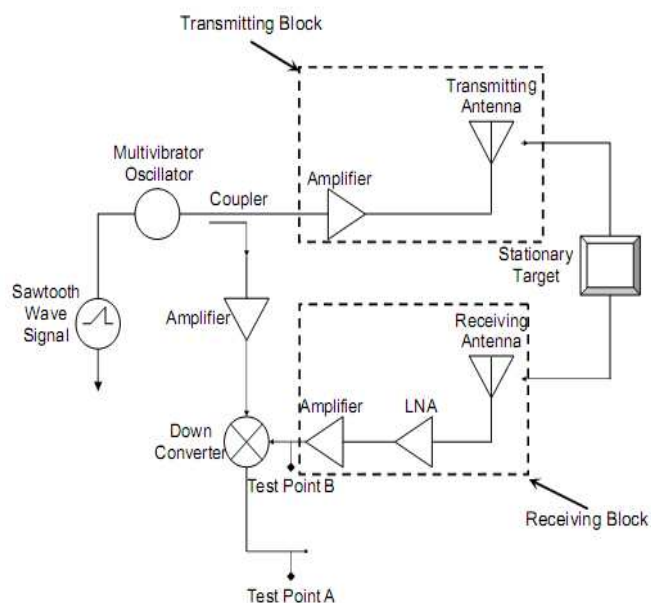 Transmitting Block
Transmitting
Antenna
Multivibrator
Oscillator
Coupler
Amplifier
Stationary
Target
Sawtooth
Wave
Signal
Amplifier
Receiving
Antenna
Amplifier
LNA
Down
Converter
Test Point B
Receiving Block
Test Point A